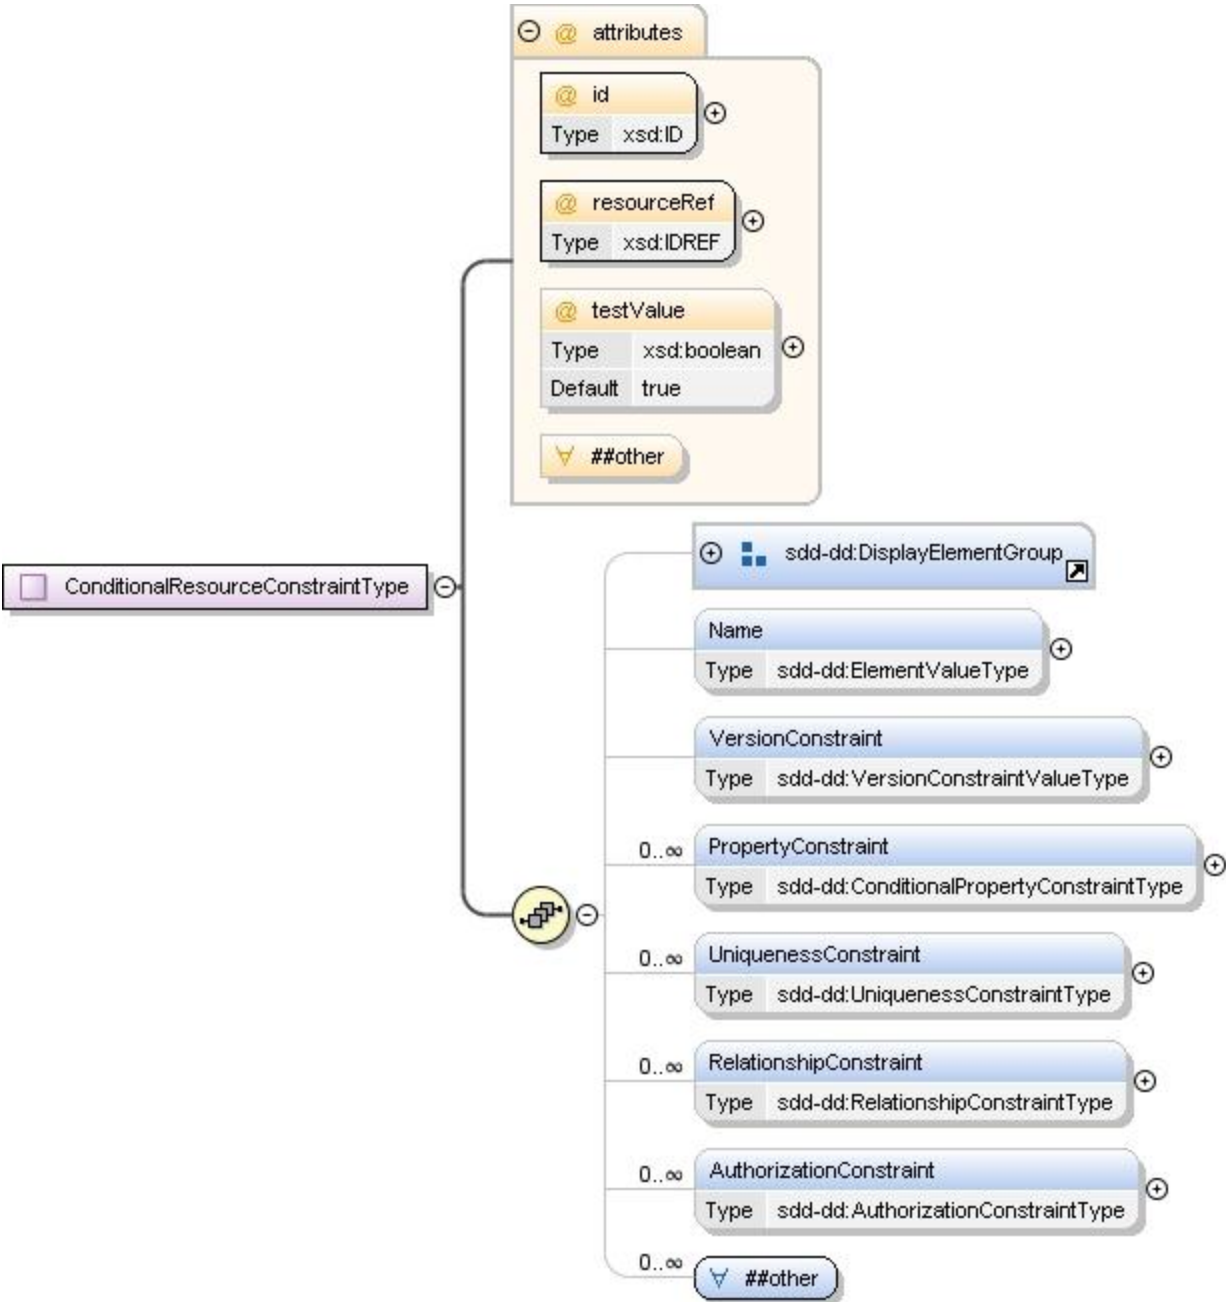 @ attributes
@ id
Type xsd:ID
@ resourceRef
Type xsd:IDREF
@ testValue
Type xsd:boolean
Default true
∀ ##other
ConditionalResourceConstraintType
sdd-dd:DisplayElementGroup
Name
Type sdd-dd:ElementValueType
VersionConstraint
Type sdd-dd:VersionConstraintValueType
0..∞ PropertyConstraint
Type sdd-dd:ConditionalPropertyConstraintType
0..∞ UniquenessConstraint
Type sdd-dd:UniquenessConstraintType
0..∞ RelationshipConstraint
Type sdd-dd:RelationshipConstraintType
0..∞ AuthorizationConstraint
Type sdd-dd:AuthorizationConstraintType
0..∞ ∀ ##other